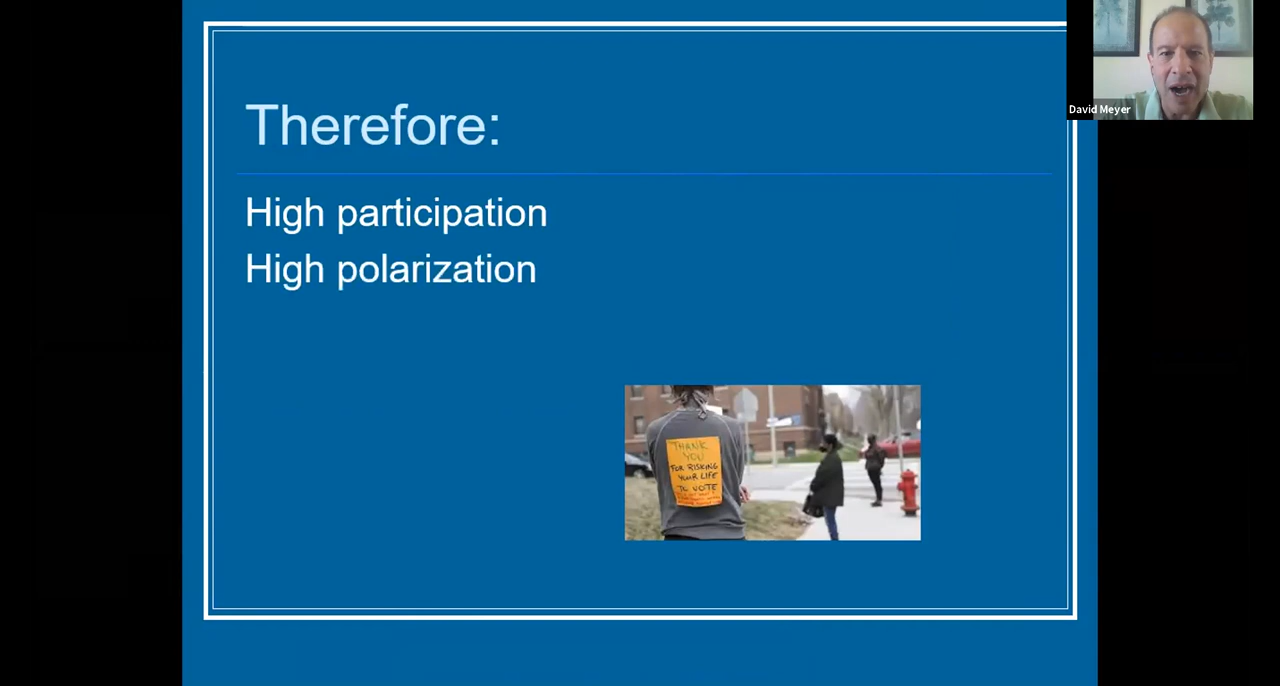 Therefore:
High participation
High polarization
David Meyer
THANK
YOU
FOR RISKING
YOUR LIFE
TO VOTE